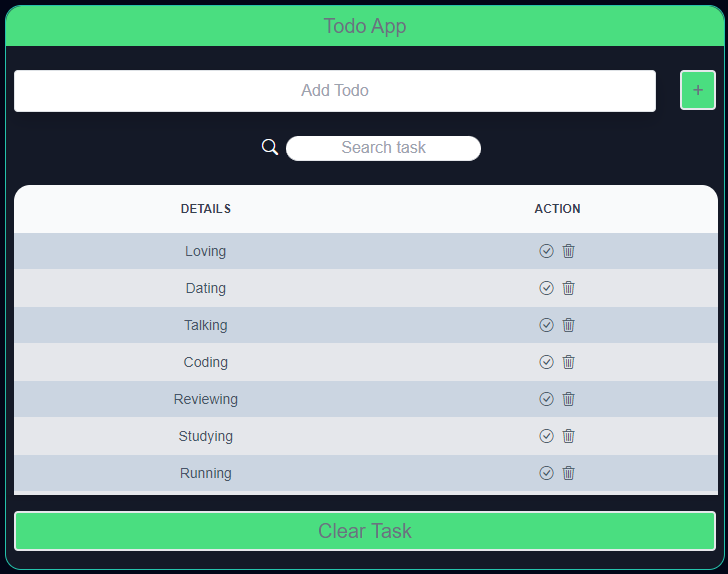 Todo App
Add Todo
+
Search task
DETAILS ACTION
Loving
Dating
Talking
Coding
Reviewing
Studying
Running
Clear Task